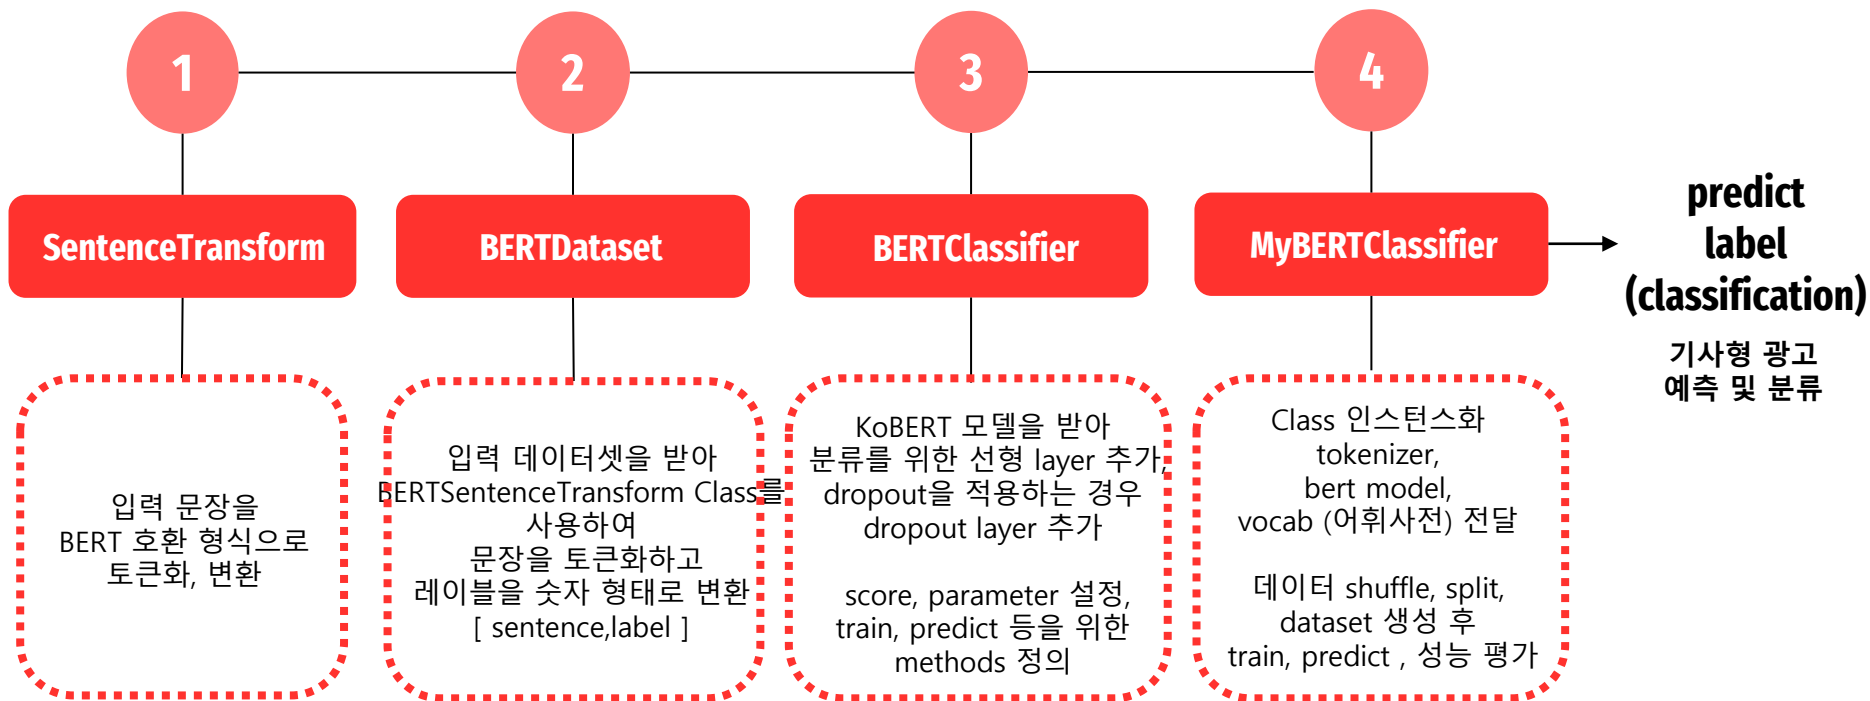 1
2
3
4
SentenceTransform
BERTDataset
BERTClassifier
MyBERTClassifier
predict
label
(classification)
기사형 광고
예측 및 분류
입력 문장을
BERT 호환 형식으로
토큰화, 변환
입력 데이터셋을 받아
BERTSentenceTransform Class를
사용하여
문장을 토큰화하고
레이블을 숫자 형태로 변환
[ sentence,label ]
KoBERT 모델을 받아
분류를 위한 선형 layer 추가,
dropout을 적용하는 경우
dropout layer 추가
score, parameter 설정,
train, predict 등을 위한
methods 정의
Class 인스턴스화
tokenizer,
bert model,
vocab (어휘사전) 전달
데이터 shuffle, split,
dataset 생성 후
train, predict , 성능 평가